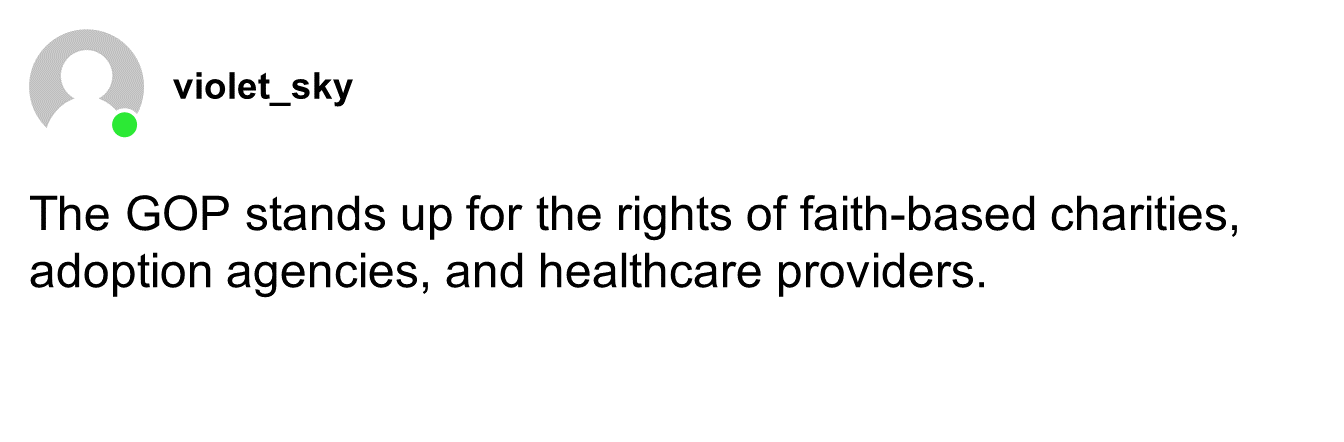 violet_sky
The GOP stands up for the rights of faith-based charities,
adoption agencies, and healthcare providers.